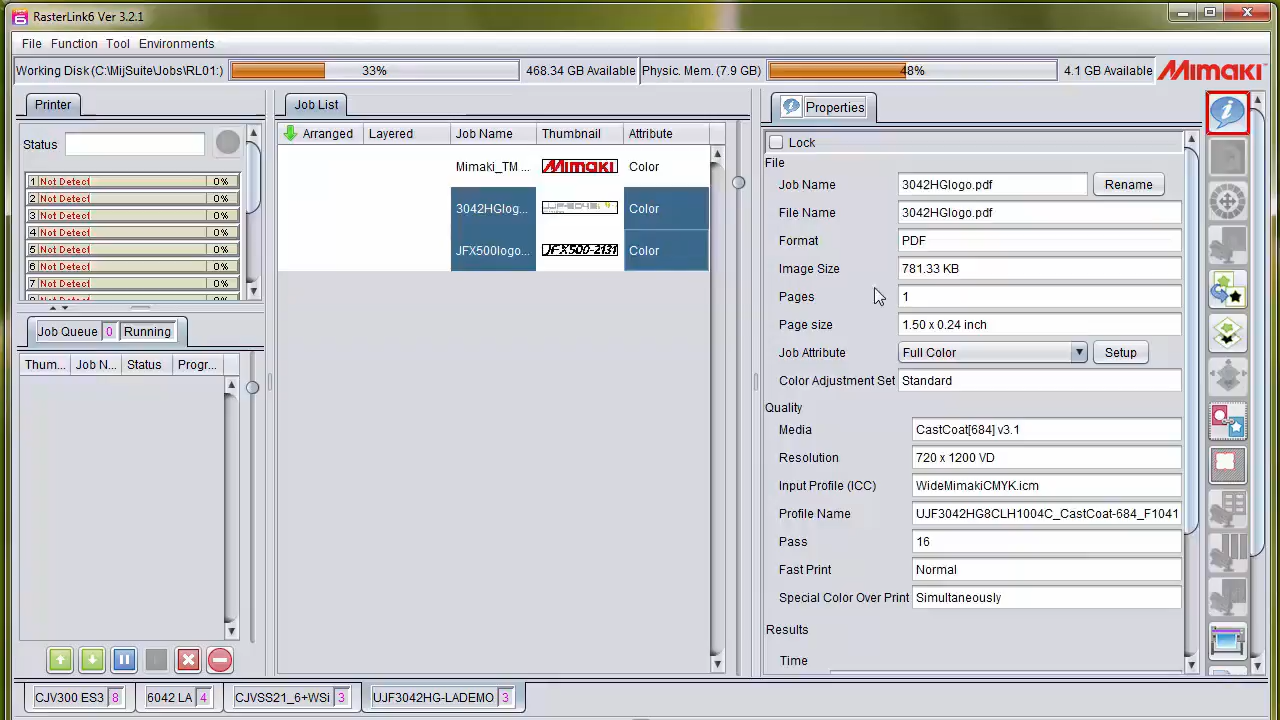 RasterLink6 Ver 3.2.1
File Function Tool Environments
Working Disk (C:\MijSuite\Jobs\RL01:) 33% 468.34 GB Available Physic. Mem. (7.9 GB) 48% 4.1 GB Available Mimaki
Printer
Status
1 Not Detect 0%
2 Not Detect 0%
3 Not Detect 0%
4 Not Detect 0%
5 Not Detect 0%
6 Not Detect 0%
7 Not Detect 0%
Job Queue 0 Running
Thum... Job N... Status Progr...
Job List
Arranged Layered Job Name Thumbnail Attribute
Mimaki_TM ... Mimaki Color
3042HGlog... Color
JFX500logo... JFX500-2131 Color
Properties
Lock
File
Job Name 3042HGlogo.pdf Rename
File Name 3042HGlogo.pdf
Format PDF
Image Size 781.33 KB
Pages 1
Page size 1.50 x 0.24 inch
Job Attribute Full Color Setup
Color Adjustment Set Standard
Quality
Media CastCoat[684] v3.1
Resolution 720 x 1200 VD
Input Profile (ICC) WideMimakiCMYK.icm
Profile Name UJF3042HG8CLH1004C_CastCoat-684_F1041
Pass 16
Fast Print Normal
Special Color Over Print Simultaneously
Results
Time
CJV300 ES3 8 6042 LA 4 CJVSS21_6+WSi 3 UJF3042HG-LADEMO 3